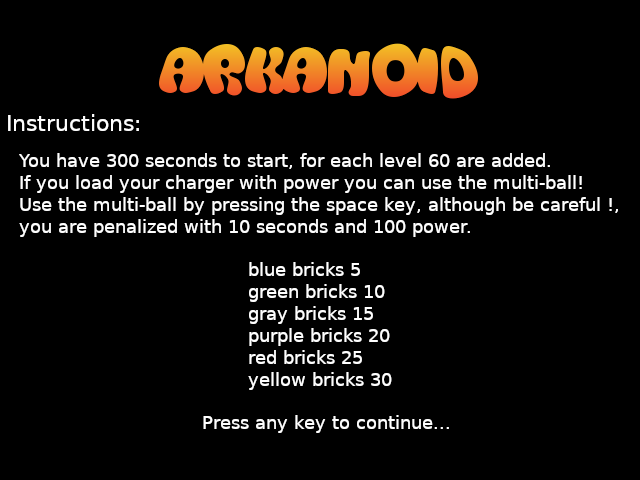 ARKANOID
Instructions:
You have 300 seconds to start, for each level 60 are added.
If you load your charger with power you can use the multi-ball!
Use the multi-ball by pressing the space key, although be careful !,
you are penalized with 10 seconds and 100 power.
blue bricks 5
green bricks 10
gray bricks 15
purple bricks 20
red bricks 25
yellow bricks 30
Press any key to continue...